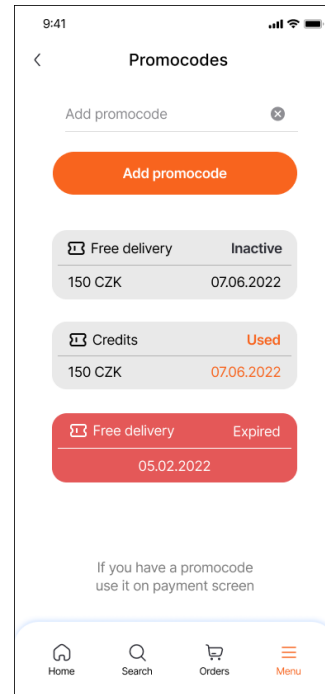 9:41
Promocodes
Add promocode
Add promocode
Free delivery Inactive
150 CZK 07.06.2022
Credits Used
150 CZK 07.06.2022
Free delivery Expired
05.02.2022
If you have a promocode
use it on payment screen
Home Search Orders Menu